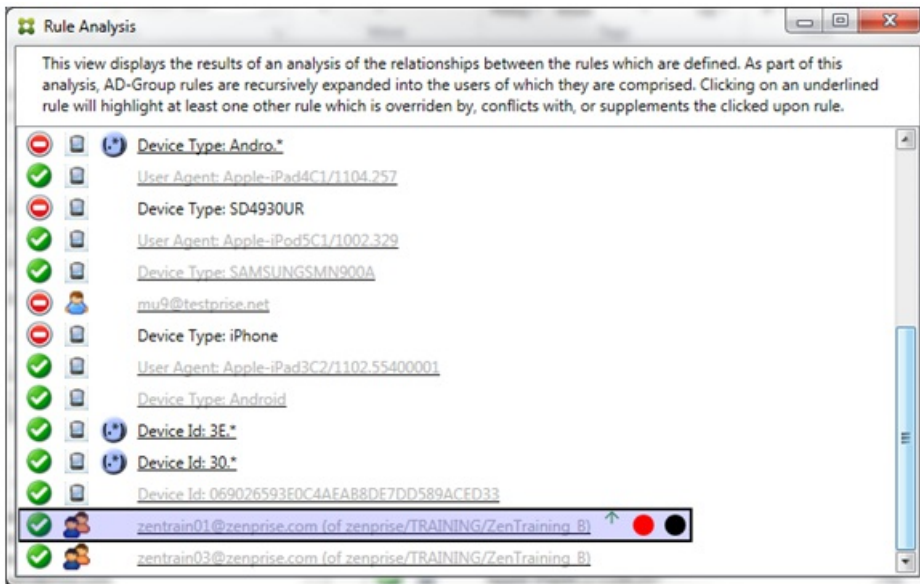 Rule Analysis
This view displays the results of an analysis of the relationships between the rules which are defined. As part of this
analysis, AD-Group rules are recursively expanded into the users of which they are comprised. Clicking on an underlined
rule will highlight at least one other rule which is overriden by, conflicts with, or supplements the clicked upon rule.
(.*) Device Type: Andro.*
User Agent: Apple-iPad4C1/1104.257
Device Type: SD4930UR
User Agent: Apple-iPod5C1/1002.329
Device Type: SAMSUNGSMN900A
mu9@testprise.net
Device Type: iPhone
User Agent: Apple-iPad3C2/1102.55400001
Device Type: Android
(.*) Device Id: 3E.*
(.*) Device Id: 30.*
Device Id: 069026593E0C4AEAB8DE7DD589ACED33
zentrain01@zenprise.com (of zenprise/TRAINING/ZenTraining_B)
zentrain03@zenprise.com (of zenprise/TRAINING/ZenTraining_B)